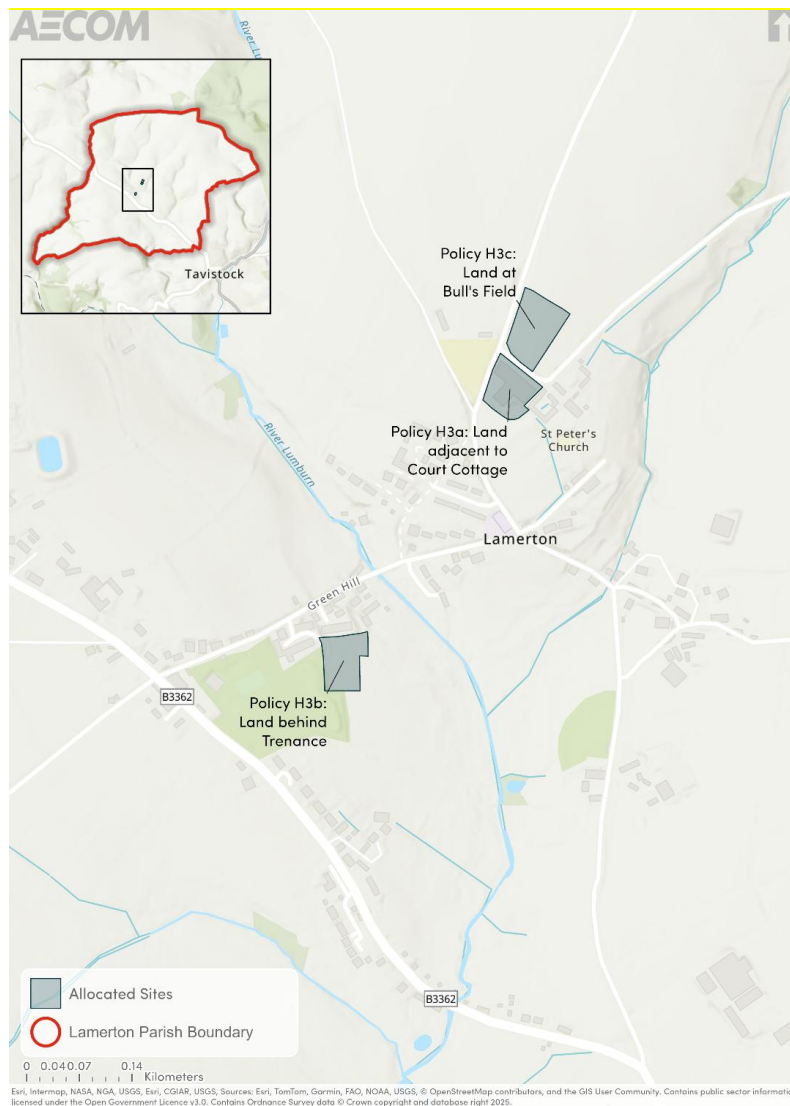 AECOM
River Lu
Tavistock
Policy H3c:
Land at
Bull's Field
Policy H3a: Land
adjacent to
Court Cottage
St Peter's
Church
River Lumburn
Lamerton
Green Hill
B3362
Policy H3b:
Land behind
Trenance
B3362
Allocated Sites
Lamerton Parish Boundary
0 0.040.07 0.14
Kilometers
Esri, Intermap, NASA, NGA, USGS, Esri, CGIAR, USGS, Sources: Esri, TomTom, Garmin, FAO, NOAA, USGS, © OpenStreetMap contributors, and the GIS User Community. Contains public sector informati
licensed under the Open Government Licence v3.0. Contains Ordnance Survey data © Crown copyright and database right 2025.